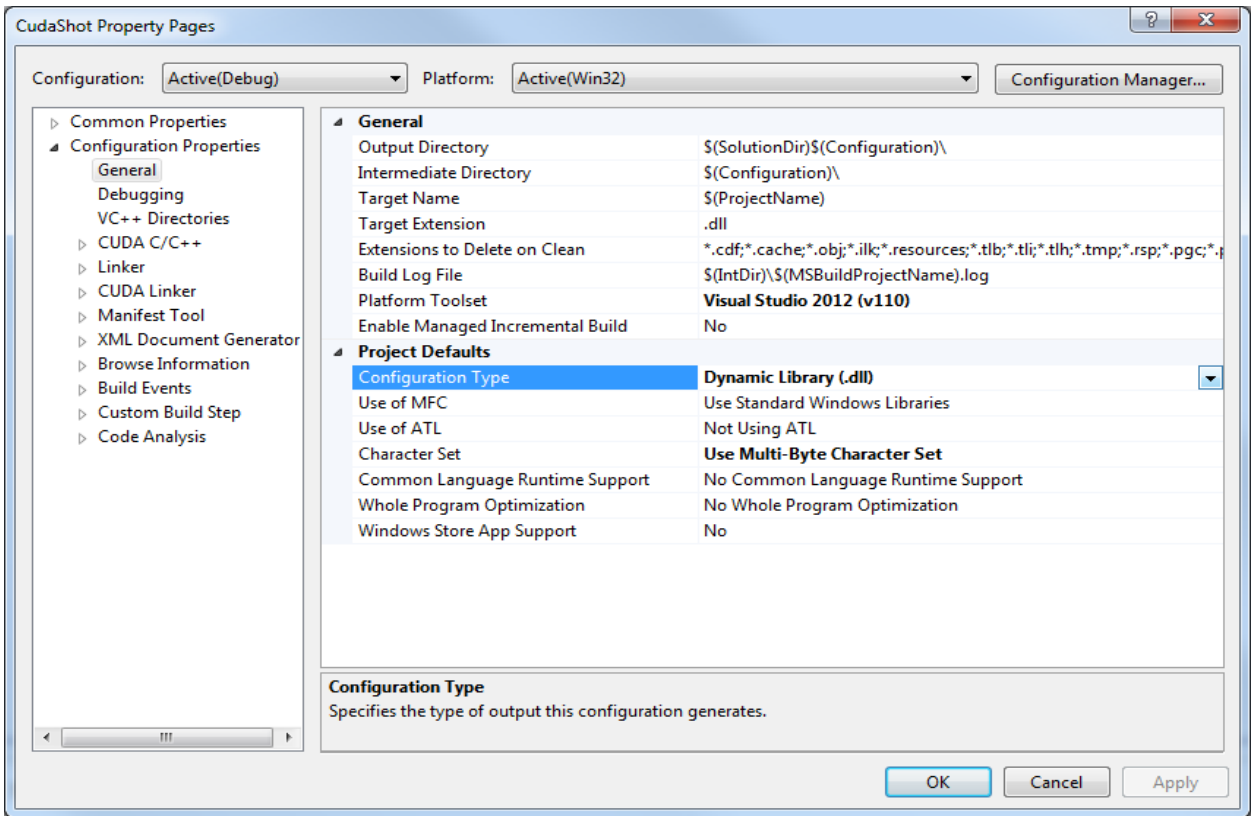 CudaShot Property Pages
Configuration: Active(Debug) Platform: Active(Win32) Configuration Manager...
Common Properties
Configuration Properties
General
Debugging
VC++ Directories
CUDA C/C++
Linker
CUDA Linker
Manifest Tool
XML Document Generator
Browse Information
Build Events
Custom Build Step
Code Analysis
General
Output Directory $(SolutionDir)$(Configuration)\
Intermediate Directory $(Configuration)\
Target Name $(ProjectName)
Target Extension .dll
Extensions to Delete on Clean *.cdf;*.cache;*.obj;*.ilk;*.resources;*.tlb;*.tli;*.tlh;*.tmp;*.rsp;*.pgc;*.
Build Log File $(IntDir)\$(MSBuildProjectName).log
Platform Toolset Visual Studio 2012 (v110)
Enable Managed Incremental Build No
Project Defaults
Configuration Type Dynamic Library (.dll)
Use of MFC Use Standard Windows Libraries
Use of ATL Not Using ATL
Character Set Use Multi-Byte Character Set
Common Language Runtime Support No Common Language Runtime Support
Whole Program Optimization No Whole Program Optimization
Windows Store App Support No
Configuration Type
Specifies the type of output this configuration generates.
OK Cancel Apply